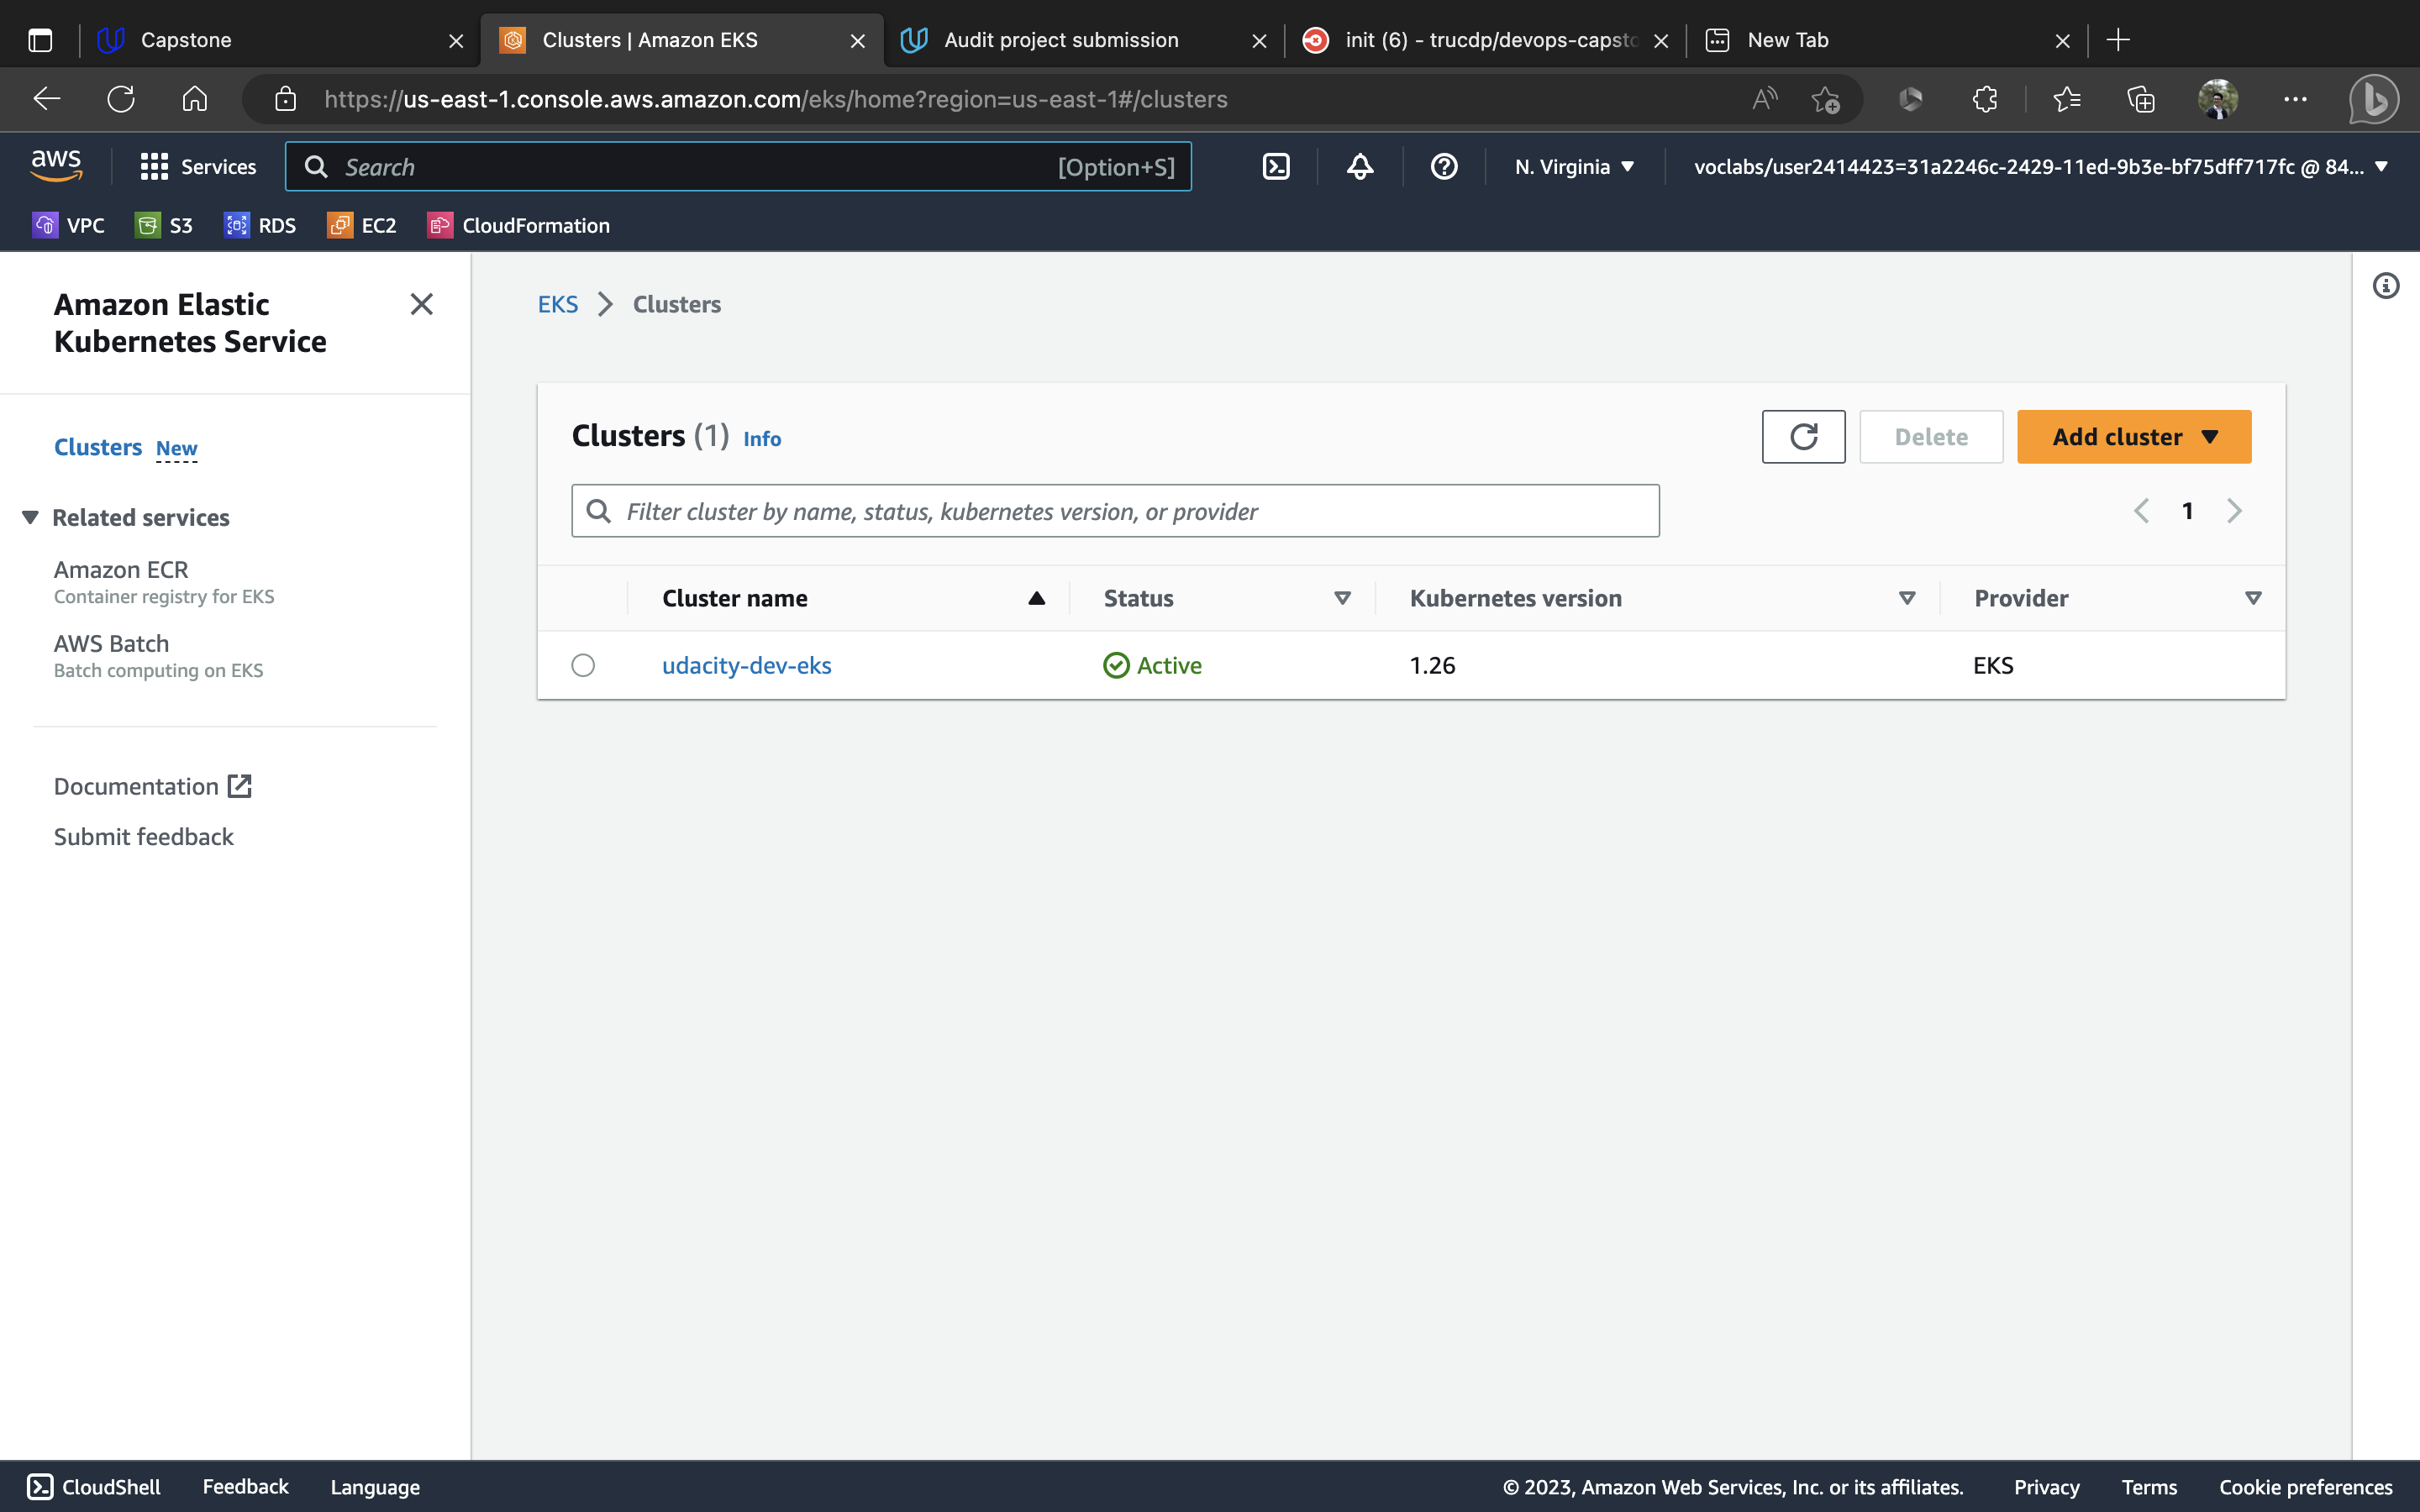 Capstone
Clusters | Amazon EKS
Audit project submission
init (6) - trucdp/devops-capsto
New Tab
https://us-east-1.console.aws.amazon.com/eks/home?region=us-east-1#/clusters
aws
Services
Search
[Option+S]
N. Virginia
voclabs/user2414423=31a2246c-2429-11ed-9b3e-bf75dff717fc @ 84...
VPC
S3
RDS
EC2
CloudFormation
Amazon Elastic
Kubernetes Service
Clusters New
Related services
Amazon ECR
Container registry for EKS
AWS Batch
Batch computing on EKS
Documentation
Submit feedback
EKS
Clusters
Clusters (1) Info
Delete
Add cluster
Filter cluster by name, status, kubernetes version, or provider
1
Cluster name
Status
Kubernetes version
Provider
udacity-dev-eks
Active
1.26
EKS
CloudShell
Feedback
Language
© 2023, Amazon Web Services, Inc. or its affiliates.
Privacy
Terms
Cookie preferences